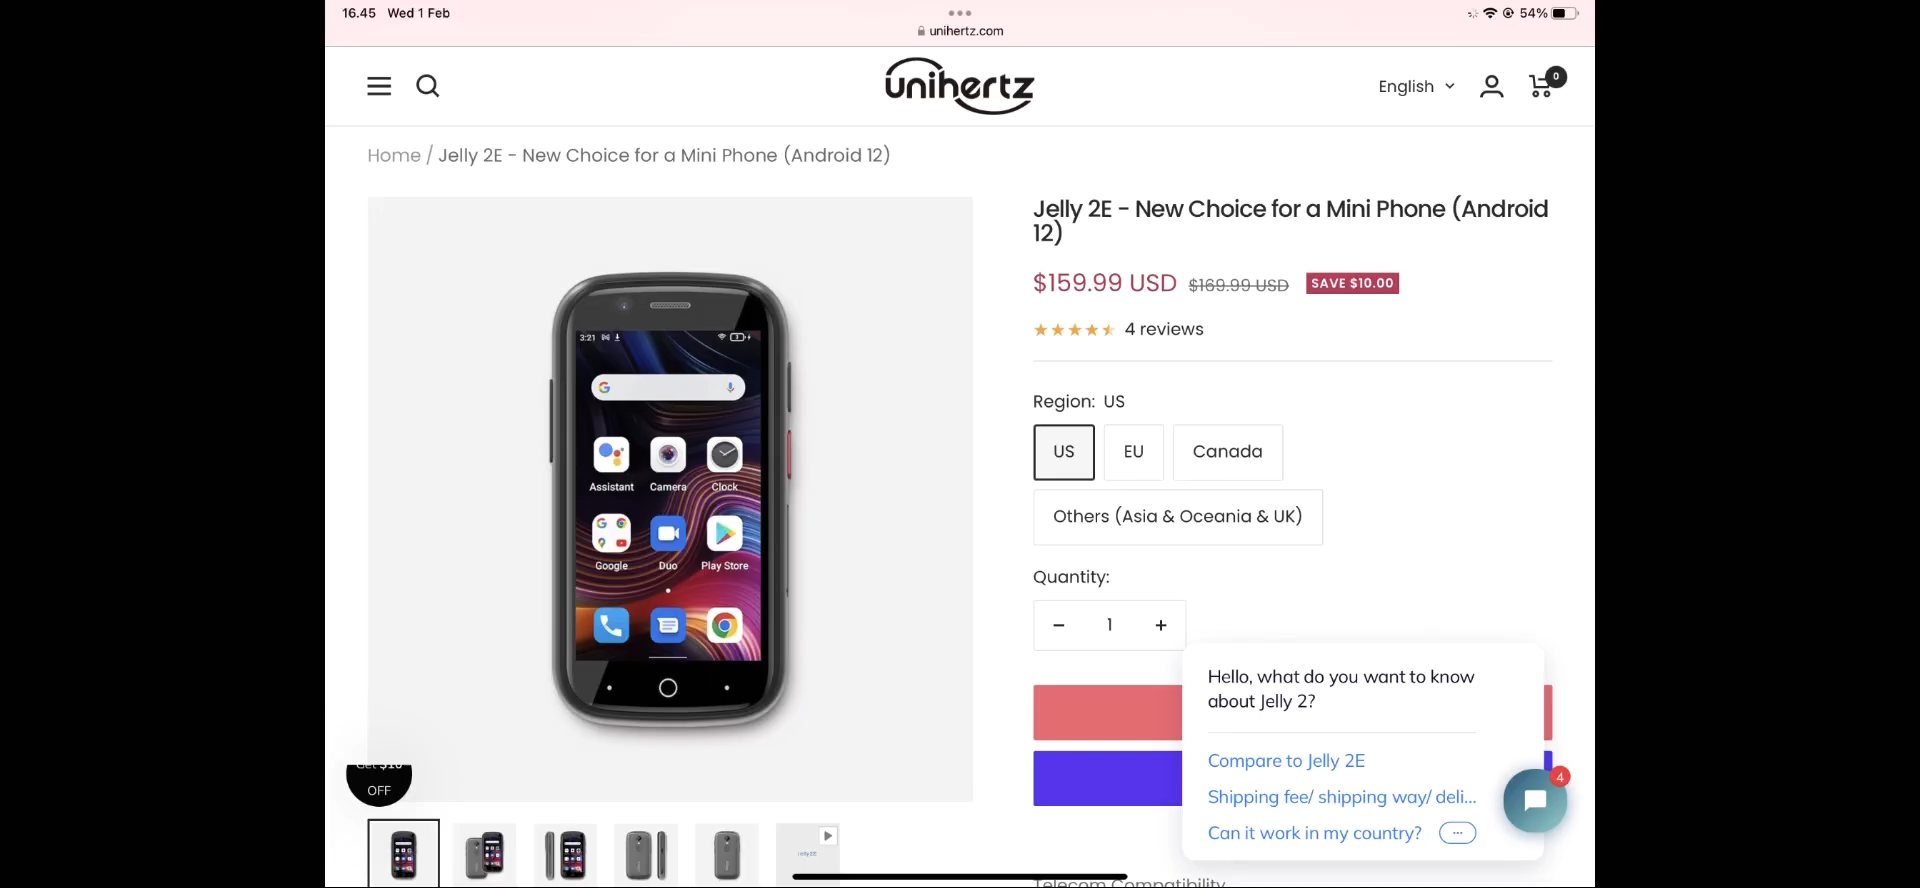 16.45 Wed 1 Feb
54%
unihertz.com
unihertz
English
0
Home / Jelly 2E - New Choice for a Mini Phone (Android 12)
Jelly 2E - New Choice for a Mini Phone (Android
12)
$159.99 USD $169.99 USD SAVE $10.00
4 reviews
Region: US
US EU Canada
Others (Asia & Oceania & UK)
Quantity:
− 1 +
3:21
Assistant Camera Clock
Google Duo Play Store
Get $10
OFF
Hello, what do you want to know
about Jelly 2?
Compare to Jelly 2E
Shipping fee/ shipping way/ deli...
Can it work in my country?
4
Telecom Compatibility